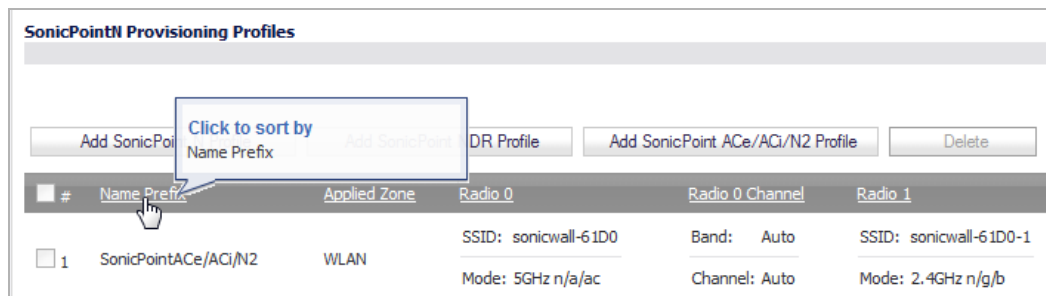 SonicPointN Provisioning Profiles
Click to sort by
Name Prefix
Add SonicPoi Add SonicPoint NDR Profile Add SonicPoint ACe/ACi/N2 Profile Delete
# Name Prefix Applied Zone Radio 0 Radio 0 Channel Radio 1
SSID: sonicwall-61D0 Band: Auto SSID: sonicwall-61D0-1
1 SonicPointACe/ACi/N2 WLAN
Mode: 5GHz n/a/ac Channel: Auto Mode: 2.4GHz n/g/b